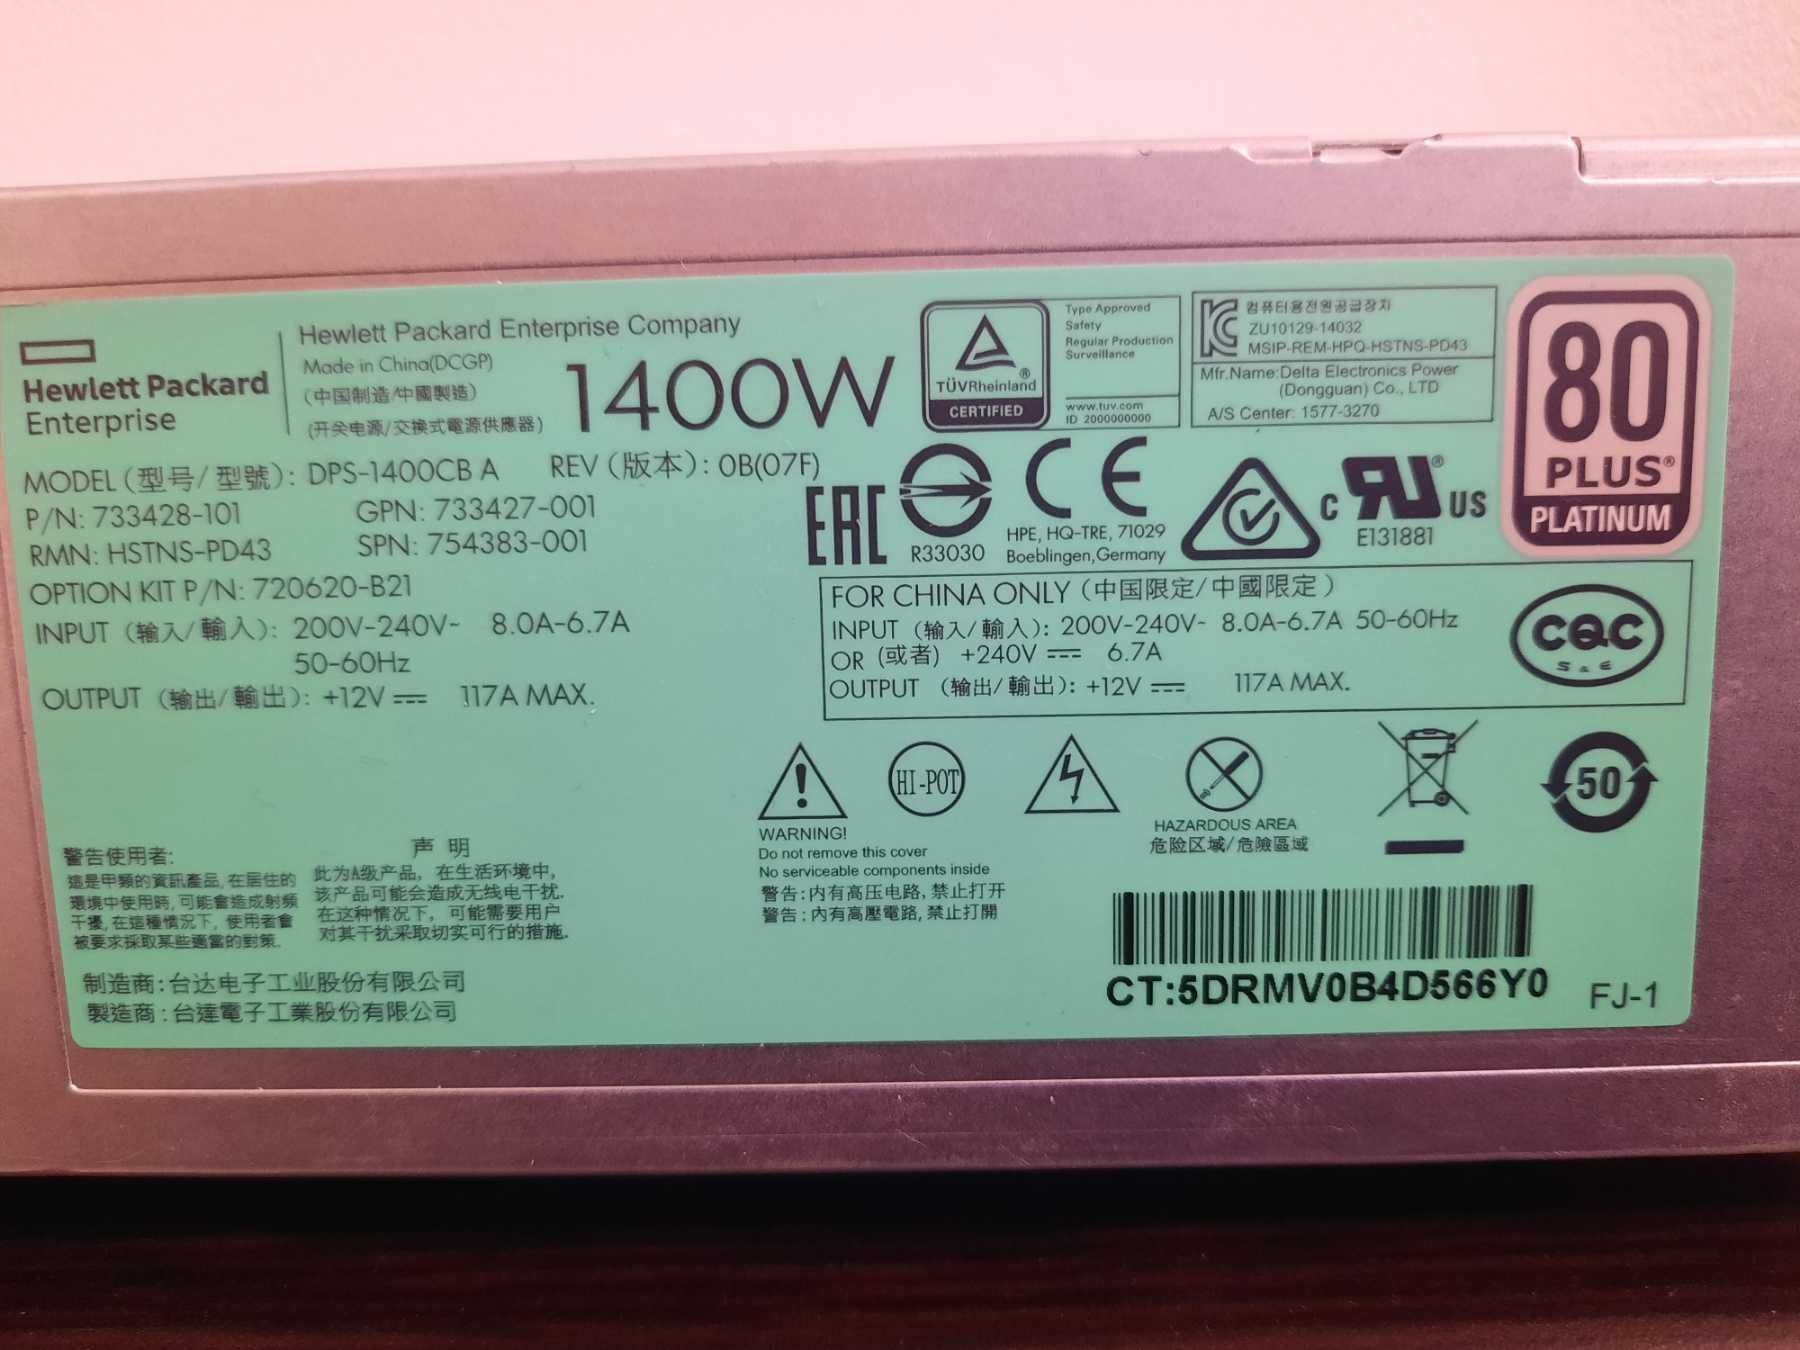 Hewlett Packard
Enterprise
Hewlett Packard Enterprise Company
Made in China(DCGP)
(中国制造/中國製造)
(开关电源/交換式電源供應器)
1400W
TÜVRheinland®
CERTIFIED
Type Approved
Safety
Regular Production
Surveillance
www.tuv.com
ID 2000000000
컴퓨터용전원공급장치
ZU10129-14032
MSIP-REM-HPQ-HSTNS-PD43
Mfr.Name:Delta Electronics Power
(Dongguan) Co., LTD
A/S Center: 1577-3270
80
PLUS®
PLATINUM
MODEL (型号/型號): DPS-1400CB A REV (版本): 0B(07F)
P/N: 733428-101 GPN: 733427-001
RMN: HSTNS-PD43 SPN: 754383-001
OPTION KIT P/N: 720620-B21
INPUT (输入/輸入): 200V-240V~ 8.0A-6.7A
50-60Hz
OUTPUT (输出/輸出): +12V ⎓ 117A MAX.
EAC
R33030
CE
HPE, HQ-TRE, 71029
Boeblingen,Germany
C RU® US
E131881
FOR CHINA ONLY (中国限定/中國限定)
INPUT (输入/輸入): 200V-240V~ 8.0A-6.7A 50-60Hz
OR (或者) +240V ⎓ 6.7A
OUTPUT (输出/輸出): +12V ⎓ 117A MAX.
CQC
S & E
HI-POT
WARNING!
Do not remove this cover
No serviceable components inside
警告:内有高压电路,禁止打开
警告:內有高壓電路,禁止打開
HAZARDOUS AREA
危险区域/危險區域
50
警告使用者:
這是甲類的資訊產品,在居住的
環境中使用時,可能會造成射頻
干擾,在這種情況下,使用者會
被要求採取某些適當的對策.
声 明
此为A级产品,在生活环境中,
该产品可能会造成无线电干扰.
在这种情况下,可能需要用户
对其干扰采取切实可行的措施.
制造商:台达电子工业股份有限公司
製造商:台達電子工業股份有限公司
CT:5DRMV0B4D566Y0
FJ-1